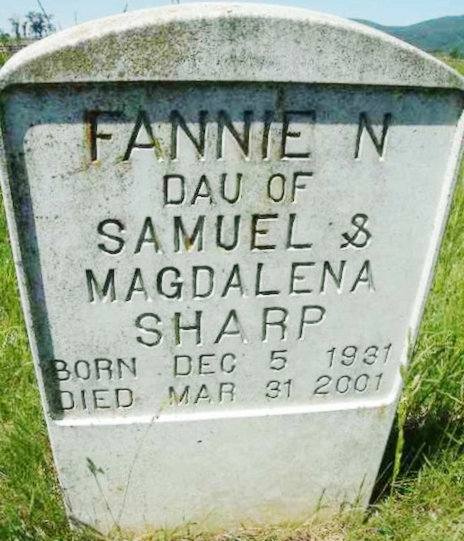 FANNIE N
DAU OF
SAMUEL &
MAGDALENA
SHARP
BORN DEC 5 1931
DIED MAR 31 2001